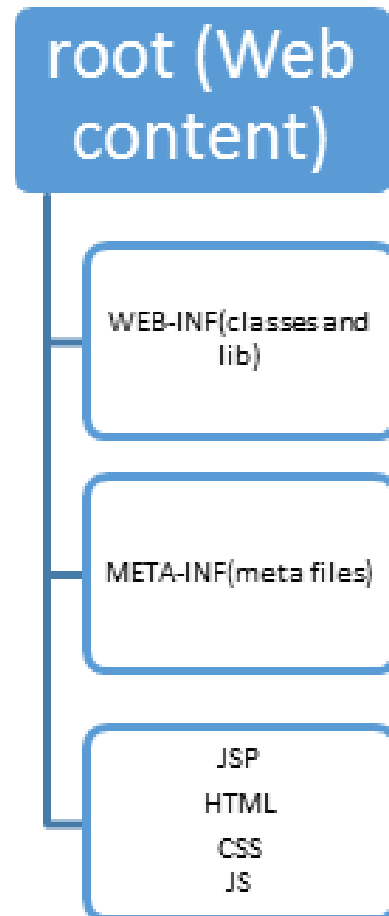 root (Web
content)
WEB-INF(classes and
lib)
META-INF(meta files)
JSP
HTML
CSS
JS